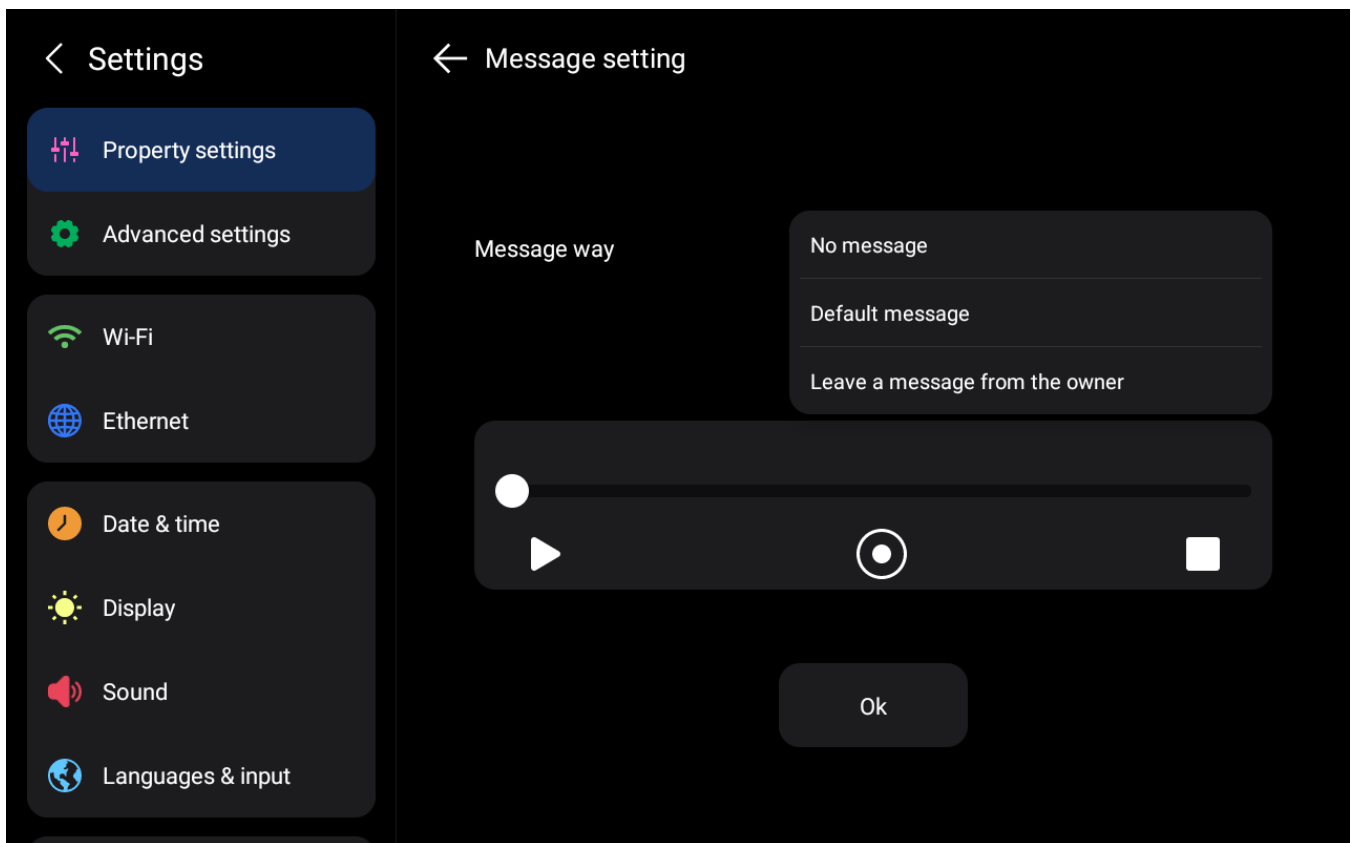 Settings
Property settings
Advanced settings
Wi-Fi
Ethernet
Date & time
Display
Sound
Languages & input
Message setting
Message way
No message
Default message
Leave a message from the owner
Ok